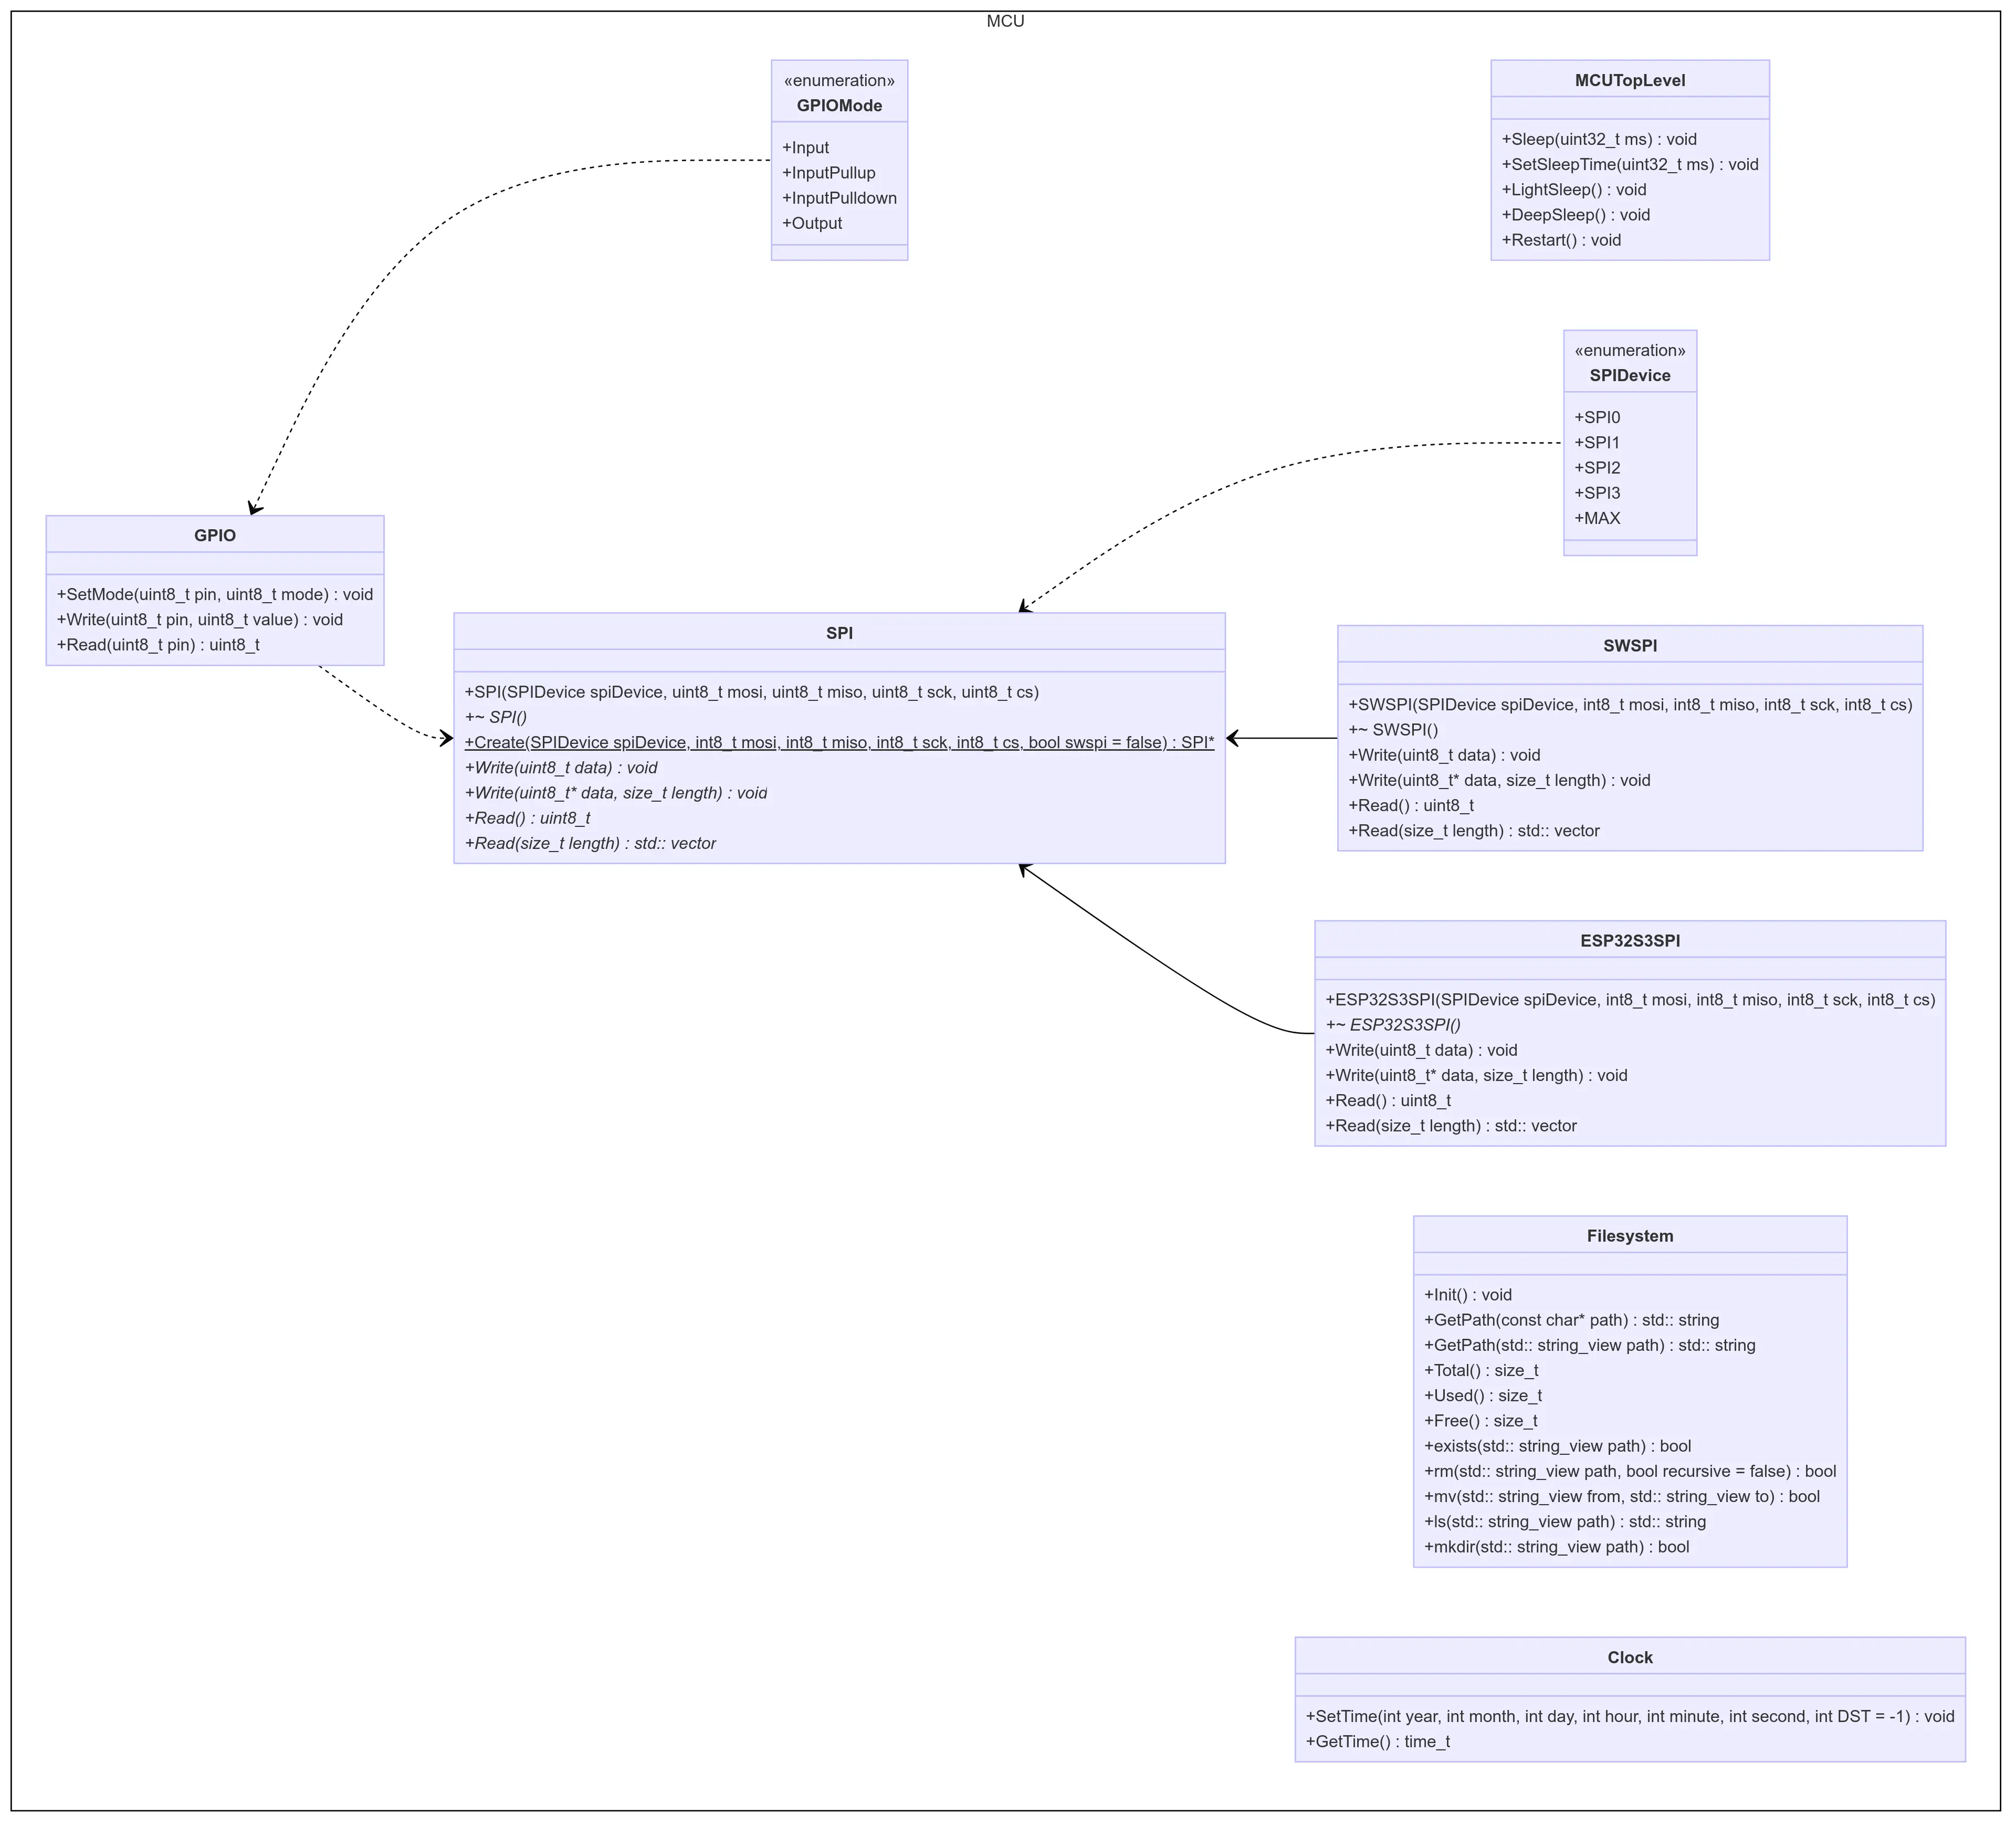 MCU
«enumeration»
GPIOMode
+Input
+InputPullup
+InputPulldown
+Output
MCUTopLevel
+Sleep(uint32_t ms) : void
+SetSleepTime(uint32_t ms) : void
+LightSleep() : void
+DeepSleep() : void
+Restart() : void
«enumeration»
SPIDevice
+SPI0
+SPI1
+SPI2
+SPI3
+MAX
GPIO
+SetMode(uint8_t pin, uint8_t mode) : void
+Write(uint8_t pin, uint8_t value) : void
+Read(uint8_t pin) : uint8_t
SPI
+SPI(SPIDevice spiDevice, uint8_t mosi, uint8_t miso, uint8_t sck, uint8_t cs)
+~ SPI()
+Create(SPIDevice spiDevice, int8_t mosi, int8_t miso, int8_t sck, int8_t cs, bool swspi = false) : SPI*
+Write(uint8_t data) : void
+Write(uint8_t* data, size_t length) : void
+Read() : uint8_t
+Read(size_t length) : std:: vector
SWSPI
+SWSPI(SPIDevice spiDevice, int8_t mosi, int8_t miso, int8_t sck, int8_t cs)
+~ SWSPI()
+Write(uint8_t data) : void
+Write(uint8_t* data, size_t length) : void
+Read() : uint8_t
+Read(size_t length) : std:: vector
ESP32S3SPI
+ESP32S3SPI(SPIDevice spiDevice, int8_t mosi, int8_t miso, int8_t sck, int8_t cs)
+~ ESP32S3SPI()
+Write(uint8_t data) : void
+Write(uint8_t* data, size_t length) : void
+Read() : uint8_t
+Read(size_t length) : std:: vector
Filesystem
+Init() : void
+GetPath(const char* path) : std:: string
+GetPath(std:: string_view path) : std:: string
+Total() : size_t
+Used() : size_t
+Free() : size_t
+exists(std:: string_view path) : bool
+rm(std:: string_view path, bool recursive = false) : bool
+mv(std:: string_view from, std:: string_view to) : bool
+ls(std:: string_view path) : std:: string
+mkdir(std:: string_view path) : bool
Clock
+SetTime(int year, int month, int day, int hour, int minute, int second, int DST = -1) : void
+GetTime() : time_t